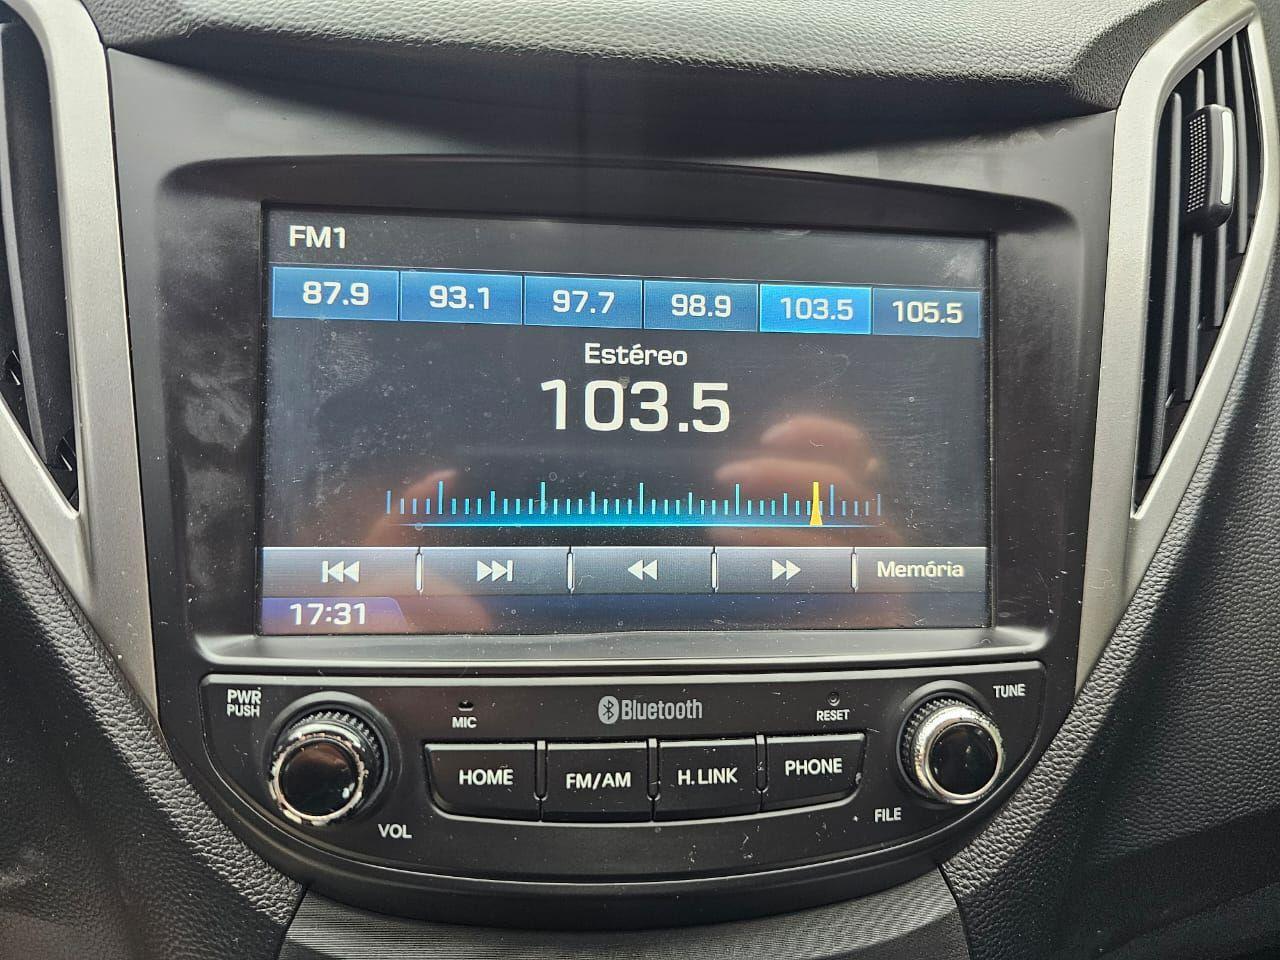 FM1
87.9 93.1 97.7 98.9 103.5 105.5
Estéreo
103.5
Memória
17:31
PWR
PUSH
MIC
Bluetooth
RESET
TUNE
HOME FM/AM H.LINK PHONE
VOL
FILE